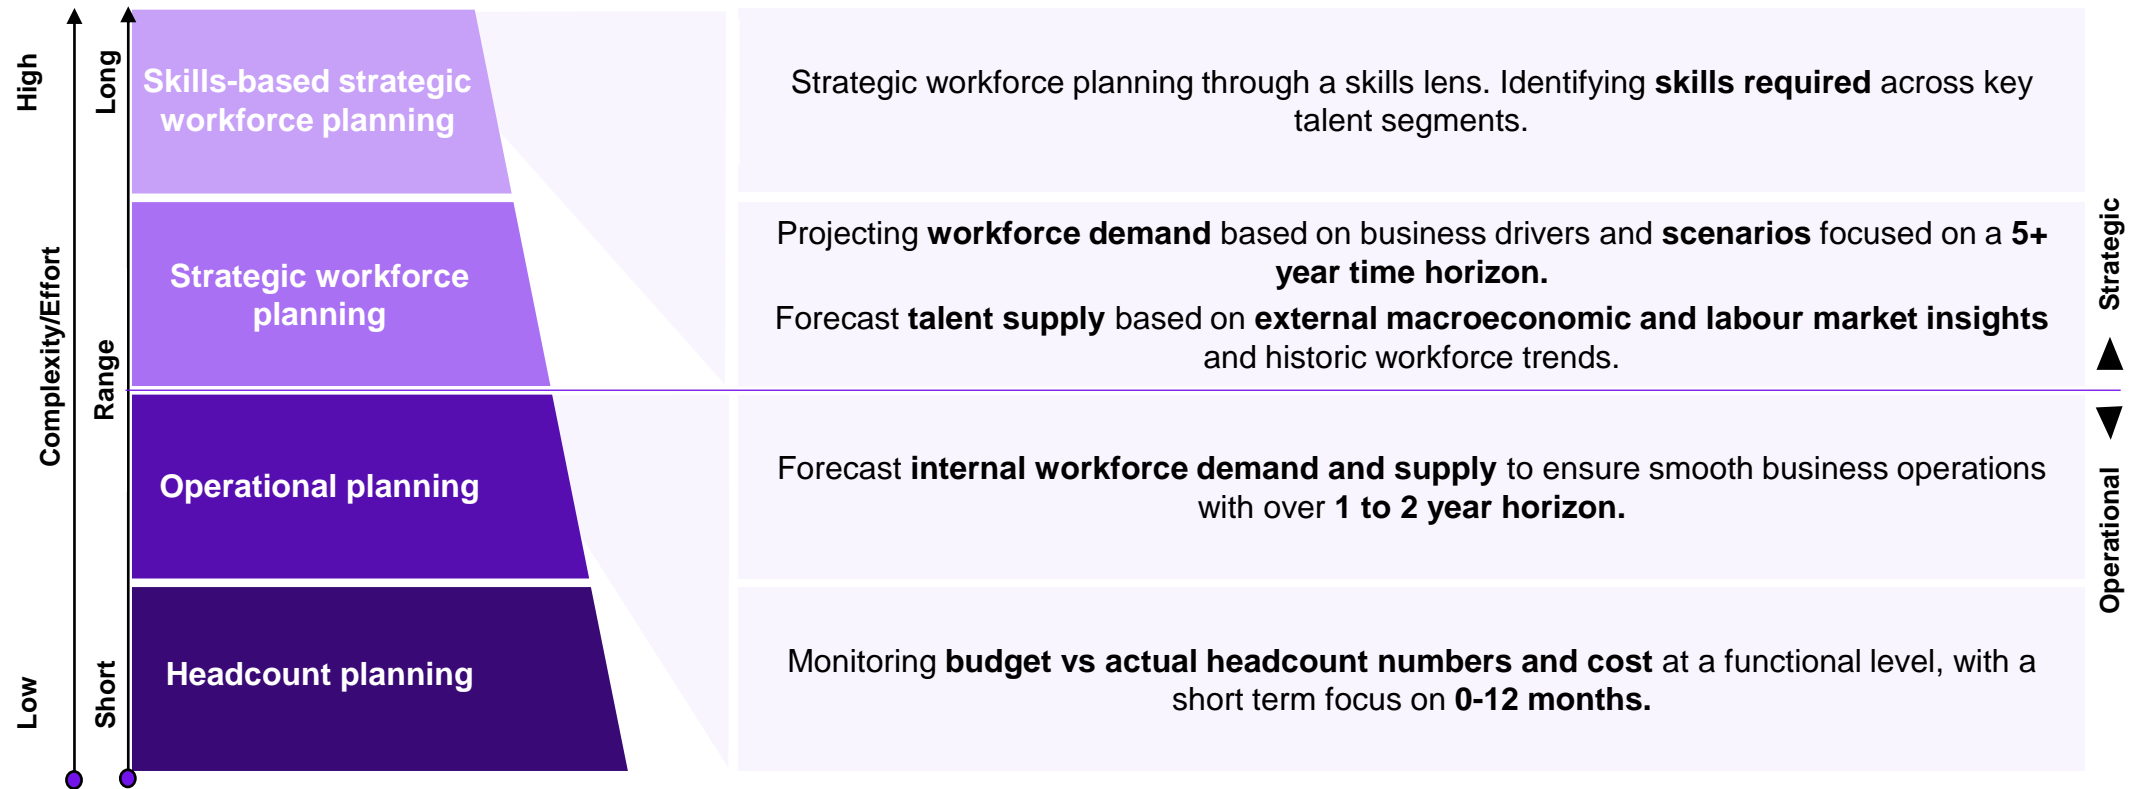 High
Long
Skills-based strategic
workforce planning
Strategic workforce planning through a skills lens. Identifying skills required across key
talent segments.
Complexity/Effort
Range
Strategic workforce
planning
Projecting workforce demand based on business drivers and scenarios focused on a 5+
year time horizon.
Forecast talent supply based on external macroeconomic and labour market insights
and historic workforce trends.
Strategic
Operational planning
Forecast internal workforce demand and supply to ensure smooth business operations
with over 1 to 2 year horizon.
Operational
Low
Short
Headcount planning
Monitoring budget vs actual headcount numbers and cost at a functional level, with a
short term focus on 0-12 months.